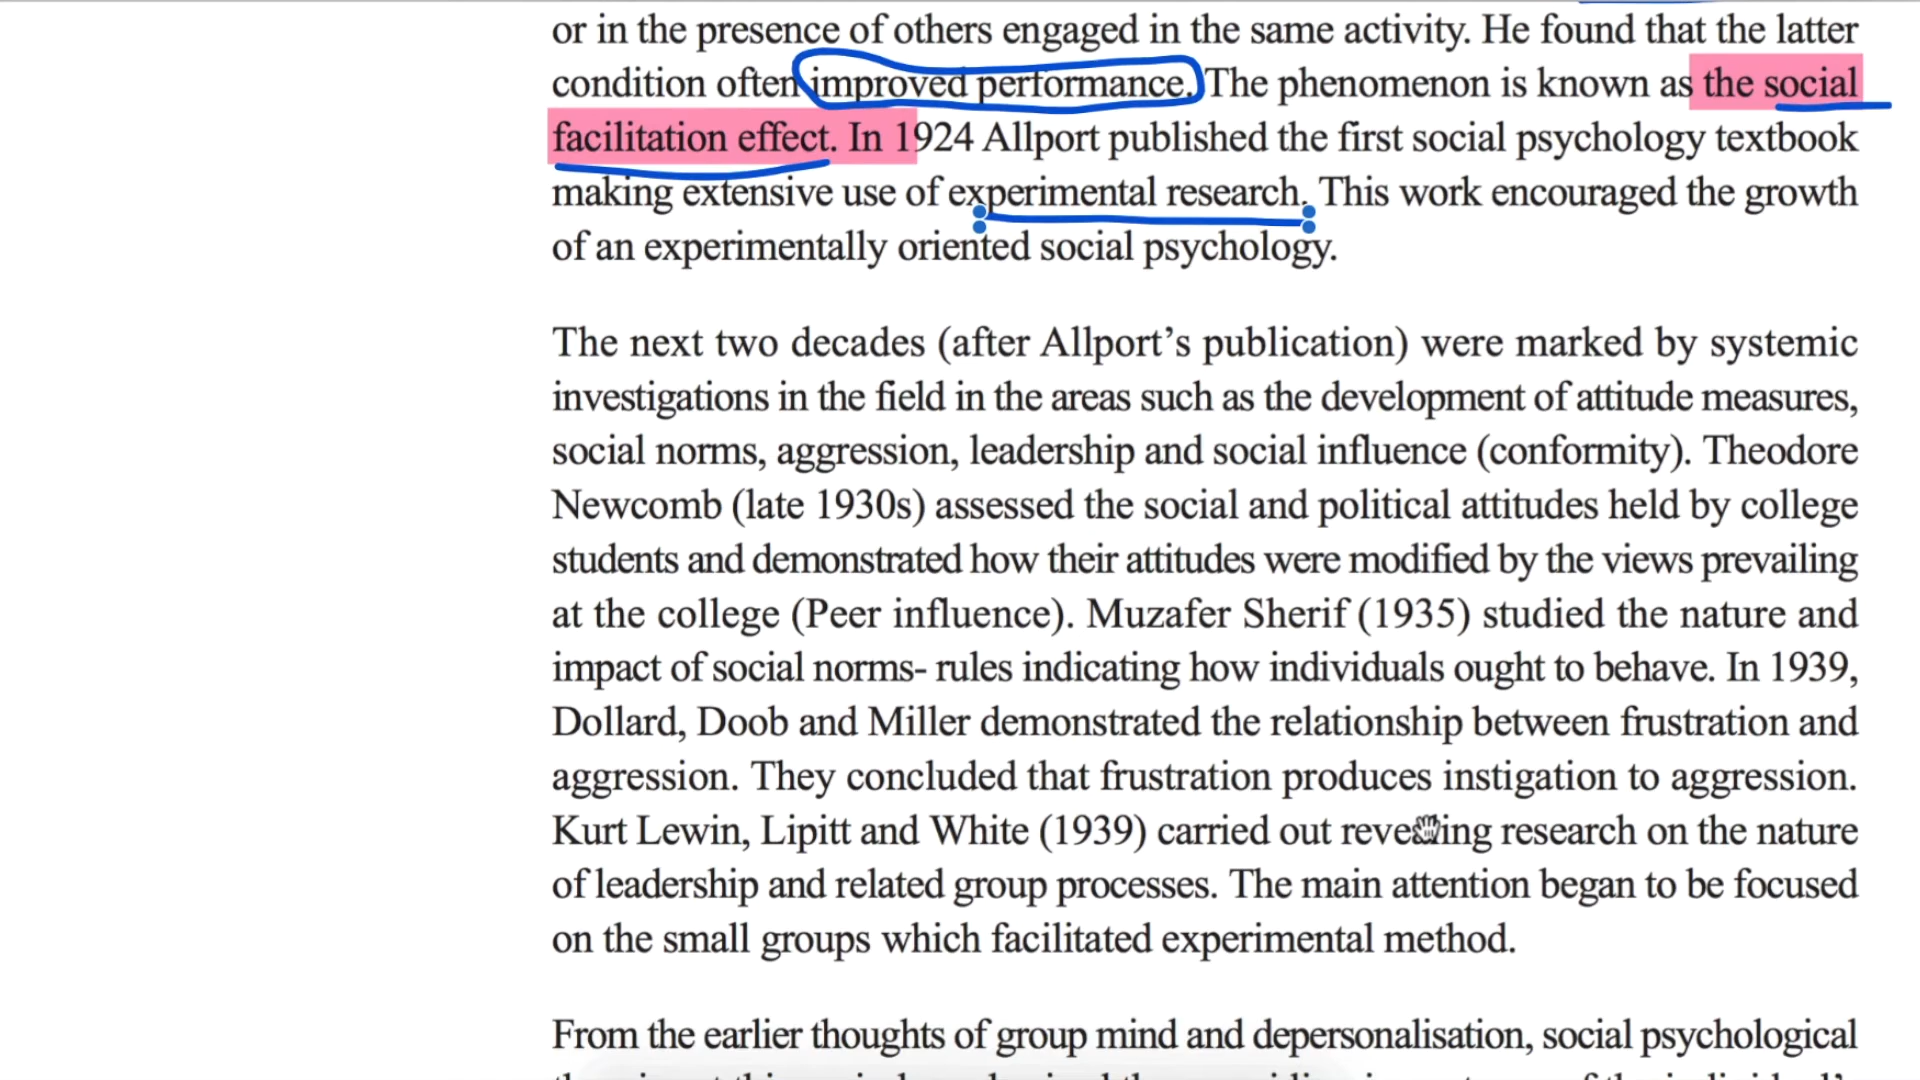 or in the presence of others engaged in the same activity. He found that the latter
condition often improved performance. The phenomenon is known as the social
facilitation effect. In 1924 Allport published the first social psychology textbook
making extensive use of experimental research. This work encouraged the growth
of an experimentally oriented social psychology.
The next two decades (after Allport’s publication) were marked by systemic
investigations in the field in the areas such as the development of attitude measures,
social norms, aggression, leadership and social influence (conformity). Theodore
Newcomb (late 1930s) assessed the social and political attitudes held by college
students and demonstrated how their attitudes were modified by the views prevailing
at the college (Peer influence). Muzafer Sherif (1935) studied the nature and
impact of social norms- rules indicating how individuals ought to behave. In 1939,
Dollard, Doob and Miller demonstrated the relationship between frustration and
aggression. They concluded that frustration produces instigation to aggression.
Kurt Lewin, Lipitt and White (1939) carried out revealing research on the nature
of leadership and related group processes. The main attention began to be focused
on the small groups which facilitated experimental method.
From the earlier thoughts of group mind and depersonalisation, social psychological